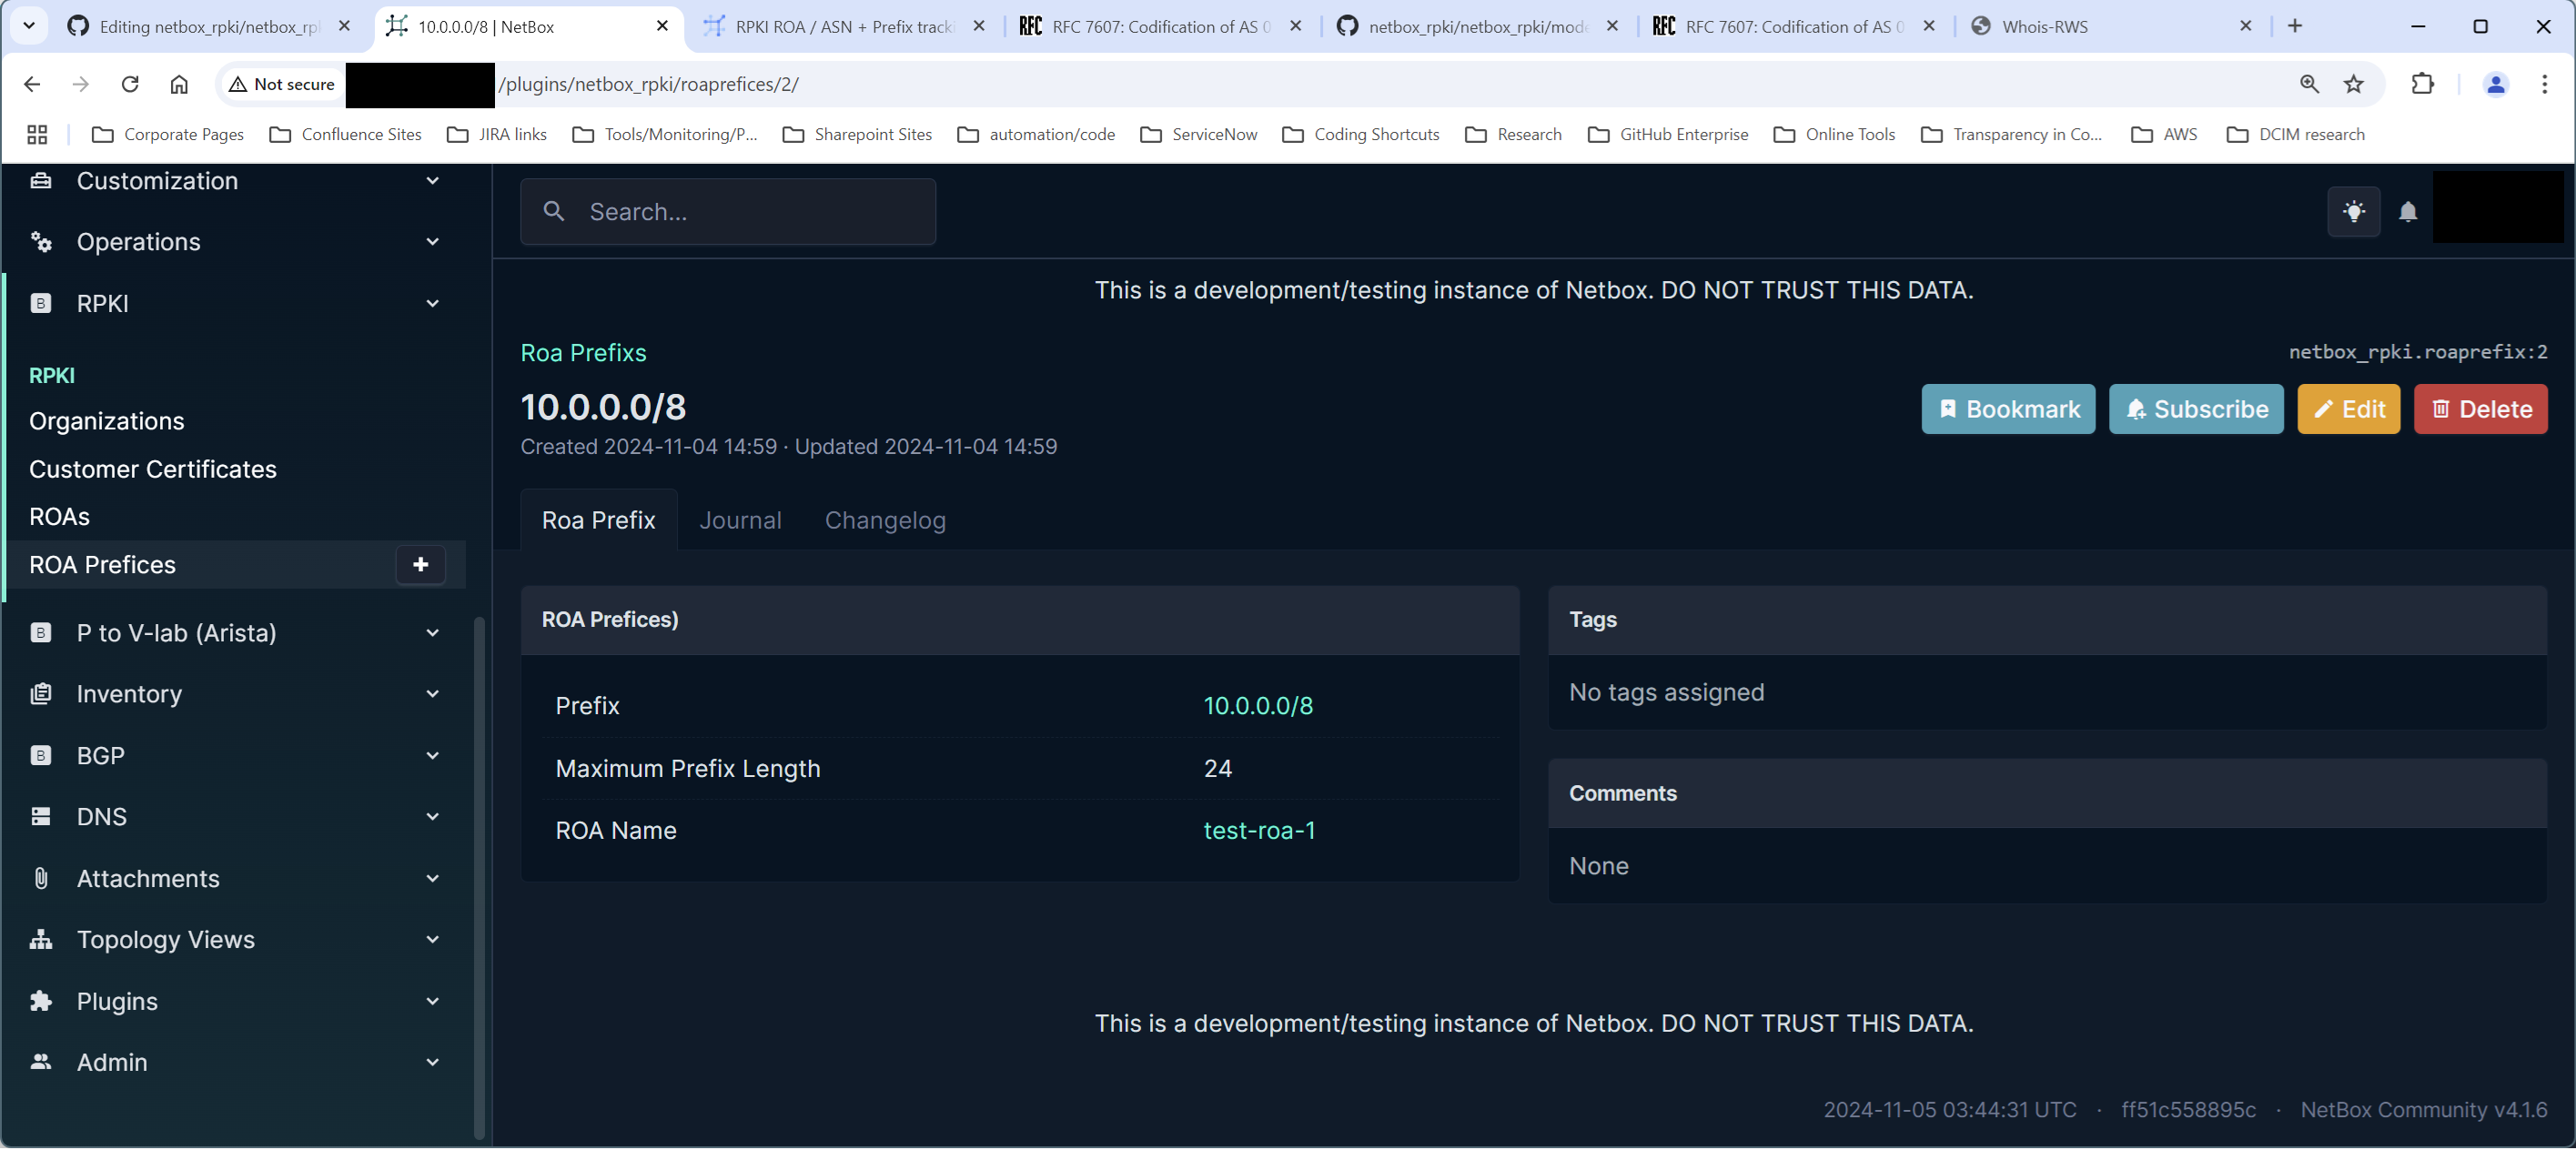 Editing netbox_rpki/netbox_rpk
10.0.0.0/8 | NetBox
RPKI ROA / ASN + Prefix tracki
RFC RFC 7607: Codification of AS 0
netbox_rpki/netbox_rpki/mode
RFC RFC 7607: Codification of AS 0
Whois-RWS
Not secure
/plugins/netbox_rpki/roaprefices/2/
Corporate Pages
Confluence Sites
JIRA links
Tools/Monitoring/P...
Sharepoint Sites
automation/code
ServiceNow
Coding Shortcuts
Research
GitHub Enterprise
Online Tools
Transparency in Co...
AWS
DCIM research
Customization
Operations
B RPKI
RPKI
Organizations
Customer Certificates
ROAs
ROA Prefices
B P to V-lab (Arista)
Inventory
B BGP
DNS
Attachments
Topology Views
Plugins
Admin
Search...
This is a development/testing instance of Netbox. DO NOT TRUST THIS DATA.
Roa Prefixs
netbox_rpki.roaprefix:2
10.0.0.0/8
Bookmark
Subscribe
Edit
Delete
Created 2024-11-04 14:59 · Updated 2024-11-04 14:59
Roa Prefix
Journal
Changelog
ROA Prefices)
Prefix 10.0.0.0/8
Maximum Prefix Length 24
ROA Name test-roa-1
Tags
No tags assigned
Comments
None
This is a development/testing instance of Netbox. DO NOT TRUST THIS DATA.
2024-11-05 03:44:31 UTC · ff51c558895c · NetBox Community v4.1.6